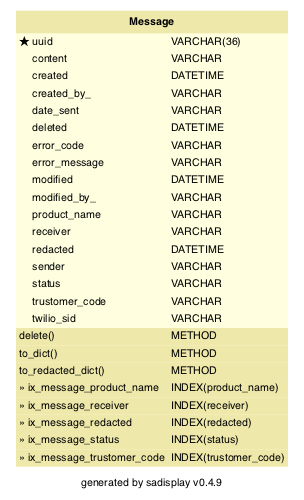 Message
★ uuid VARCHAR(36)
content VARCHAR
created DATETIME
created_by_ VARCHAR
date_sent VARCHAR
deleted DATETIME
error_code VARCHAR
error_message VARCHAR
modified DATETIME
modified_by_ VARCHAR
product_name VARCHAR
receiver VARCHAR
redacted DATETIME
sender VARCHAR
status VARCHAR
trustomer_code VARCHAR
twilio_sid VARCHAR
delete() METHOD
to_dict() METHOD
to_redacted_dict() METHOD
» ix_message_product_name INDEX(product_name)
» ix_message_receiver INDEX(receiver)
» ix_message_redacted INDEX(redacted)
» ix_message_status INDEX(status)
» ix_message_trustomer_code INDEX(trustomer_code)
generated by sadisplay v0.4.9